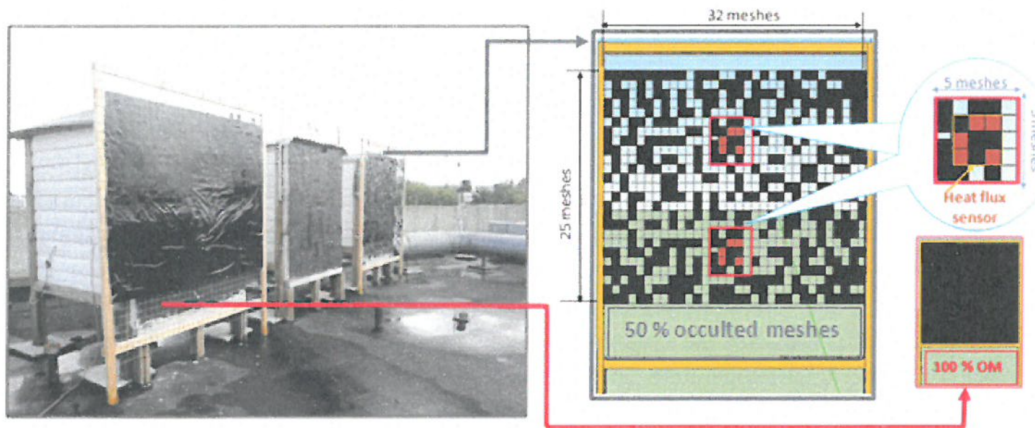 32 meshes
25 meshes
5 meshes
Heat flux
sensor
50 % occulted meshes
100 % OM